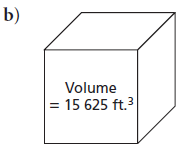 b)
Volume
= 15 625 ft.³